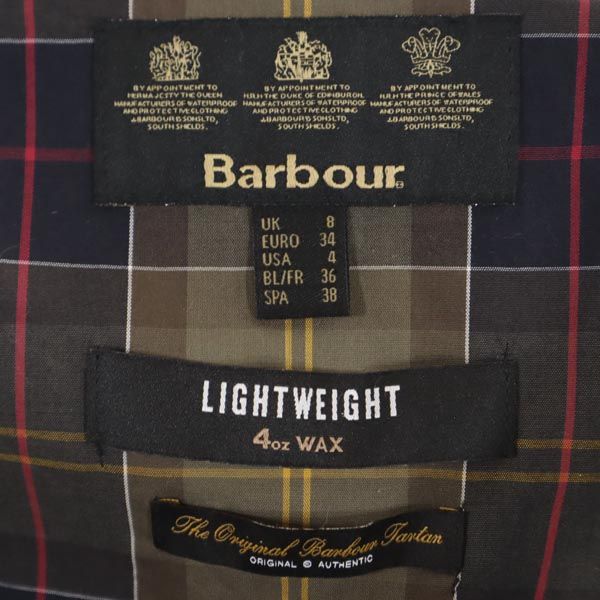 BY APPOINTMENT TO
HER MAJESTY THE QUEEN
MANUFACTURERS OF WATERPROOF
AND PROTECTIVE CLOTHING
J.BARBOUR & SONS LTD,
SOUTH SHIELDS.
BY APPOINTMENT TO
H.R.H THE DUKE OF EDINBURGH
MANUFACTURERS OF WATERPROOF
AND PROTECTIVE CLOTHING
J.BARBOUR & SONS LTD,
SOUTH SHIELDS.
BY APPOINTMENT TO
H.R.H THE PRINCE OF WALES
MANUFACTURERS OF WATERPROOF
AND PROTECTIVE CLOTHING
J.BARBOUR & SONS LTD,
SOUTH SHIELDS.
Barbour®
UK 8
EURO 34
USA 4
BL/FR 36
SPA 38
LIGHTWEIGHT
4oz WAX
The Original Barbour Tartan
ORIGINAL © AUTHENTIC